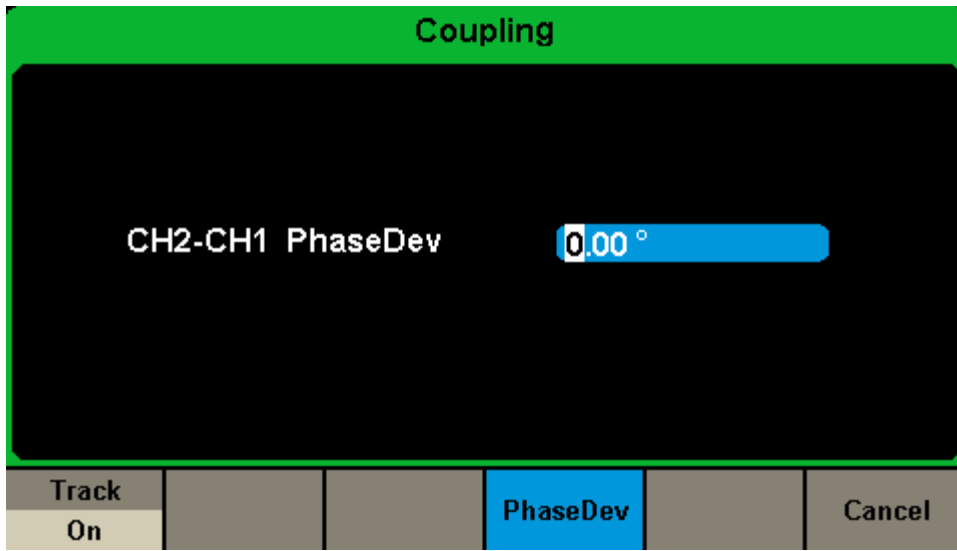 Coupling
CH2-CH1 PhaseDev 0.00 °
Track
On
PhaseDev
Cancel